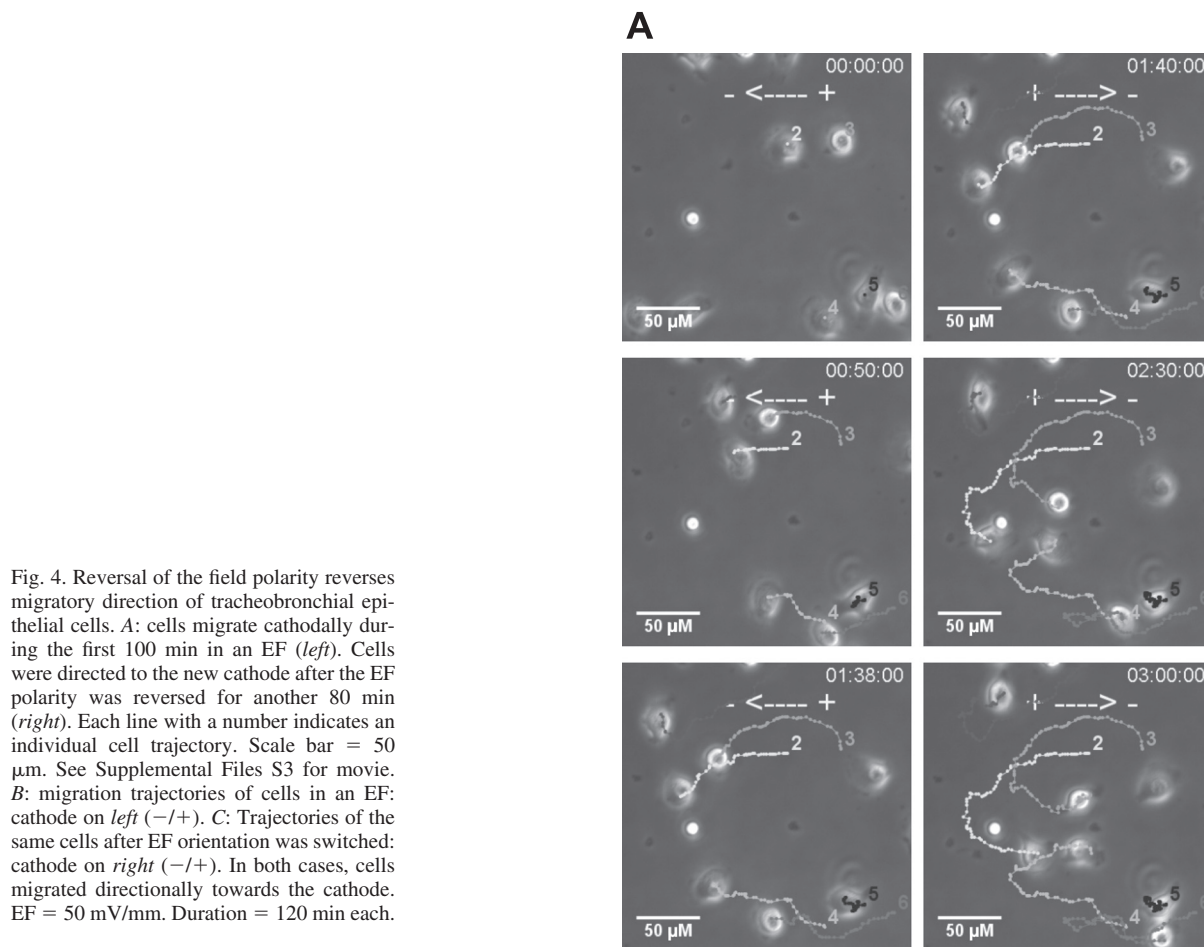 A
00:00:00
- <---- +
2
3
5
4
6
50 µM
01:40:00
+ ----> -
2
3
5
4
6
50 µM
00:50:00
- <---- +
2
3
5
4
6
50 µM
02:30:00
+ ----> -
2
3
5
4
6
50 µM
01:38:00
- <---- +
2
3
5
4
6
50 µM
03:00:00
+ ----> -
2
3
5
4
6
50 µM
Fig. 4. Reversal of the field polarity reverses
migratory direction of tracheobronchial epi-
thelial cells. A: cells migrate cathodally dur-
ing the first 100 min in an EF (left). Cells
were directed to the new cathode after the EF
polarity was reversed for another 80 min
(right). Each line with a number indicates an
individual cell trajectory. Scale bar = 50
µm. See Supplemental Files S3 for movie.
B: migration trajectories of cells in an EF:
cathode on left (−/+). C: Trajectories of the
same cells after EF orientation was switched:
cathode on right (−/+). In both cases, cells
migrated directionally towards the cathode.
EF = 50 mV/mm. Duration = 120 min each.